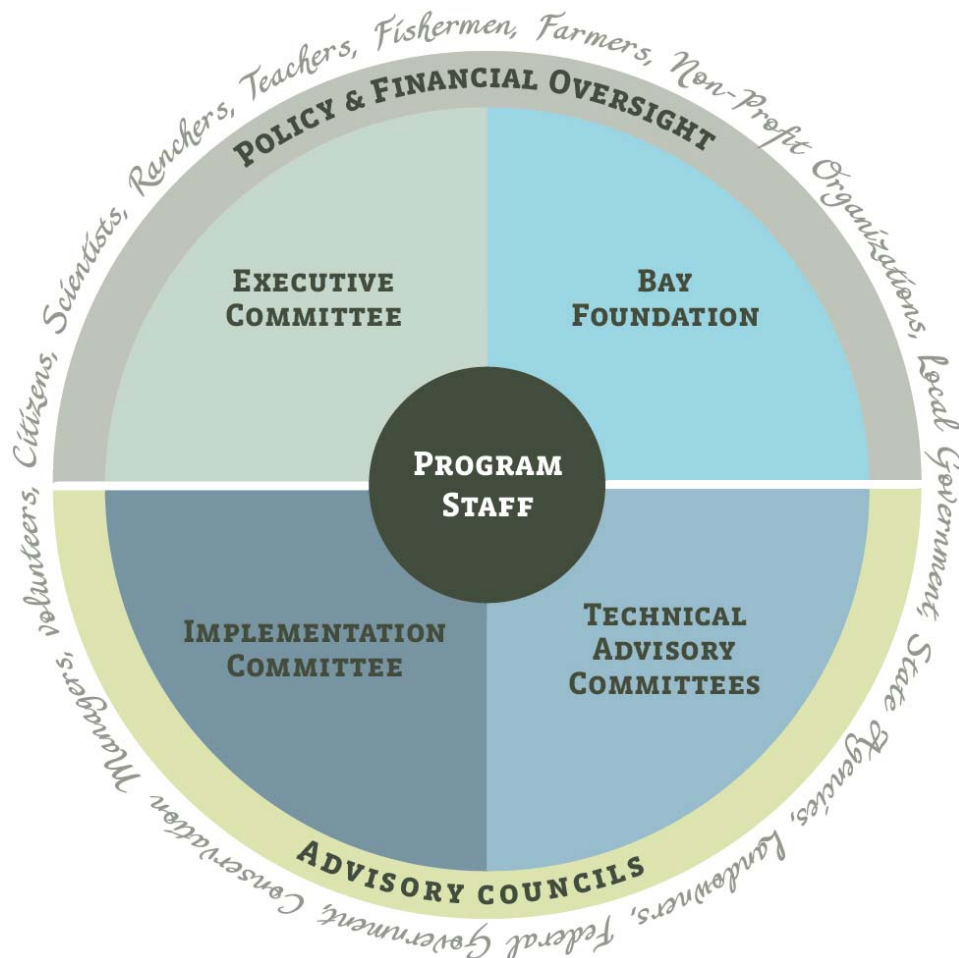 Citizens, Scientists, Ranchers, Teachers, Fishermen, Farmers, Non-Profit Organizations, Local Government, State Agencies, Landowners, Federal Government, Conservation Managers, volunteers,
POLICY & FINANCIAL OVERSIGHT
EXECUTIVE
COMMITTEE
BAY
FOUNDATION
PROGRAM
STAFF
IMPLEMENTATION
COMMITTEE
TECHNICAL
ADVISORY
COMMITTEES
ADVISORY COUNCILS